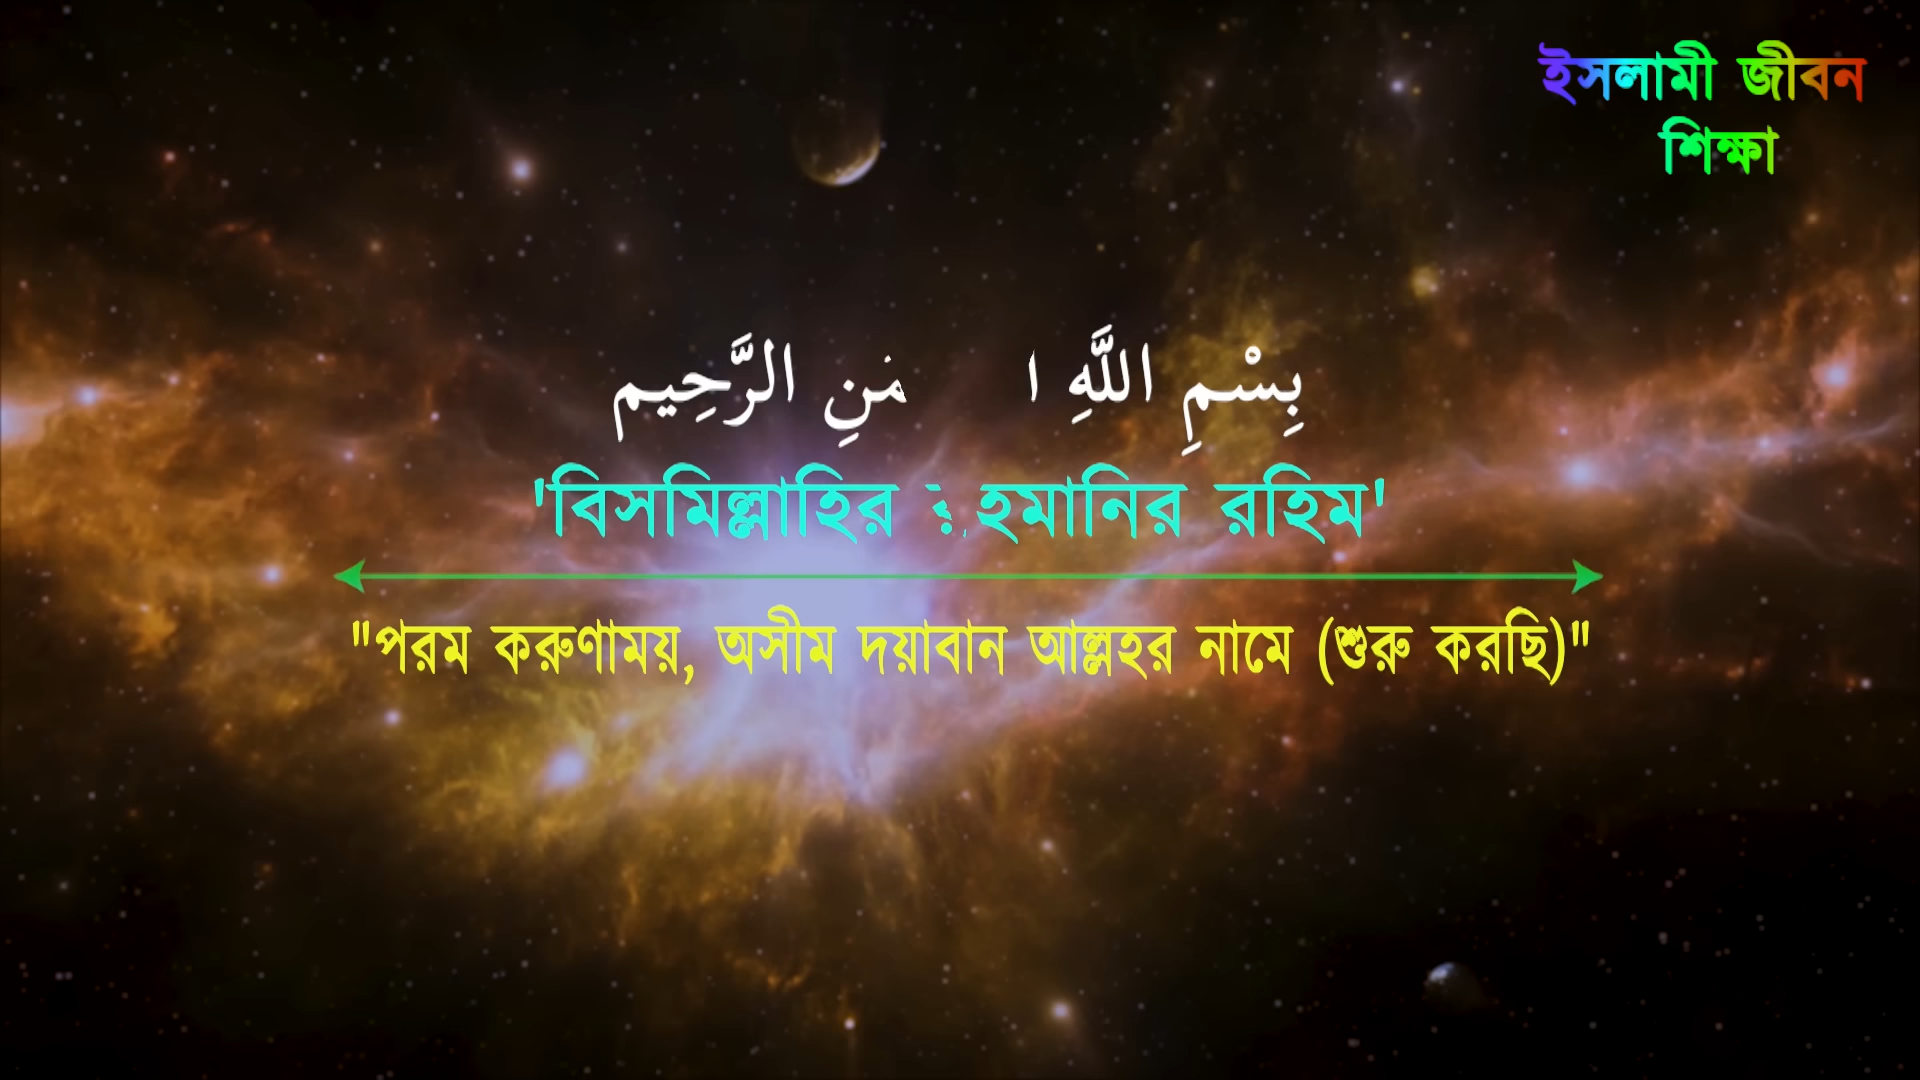 ইসলামী জীবন
শিক্ষা
بِسْمِ اللَّهِ الرَّحِيم
'বিসমিল্লাহির রহিম'
"পরম করুণাময়, অসীম দয়াবান আল্লহর নামে (শুরু করছি)"